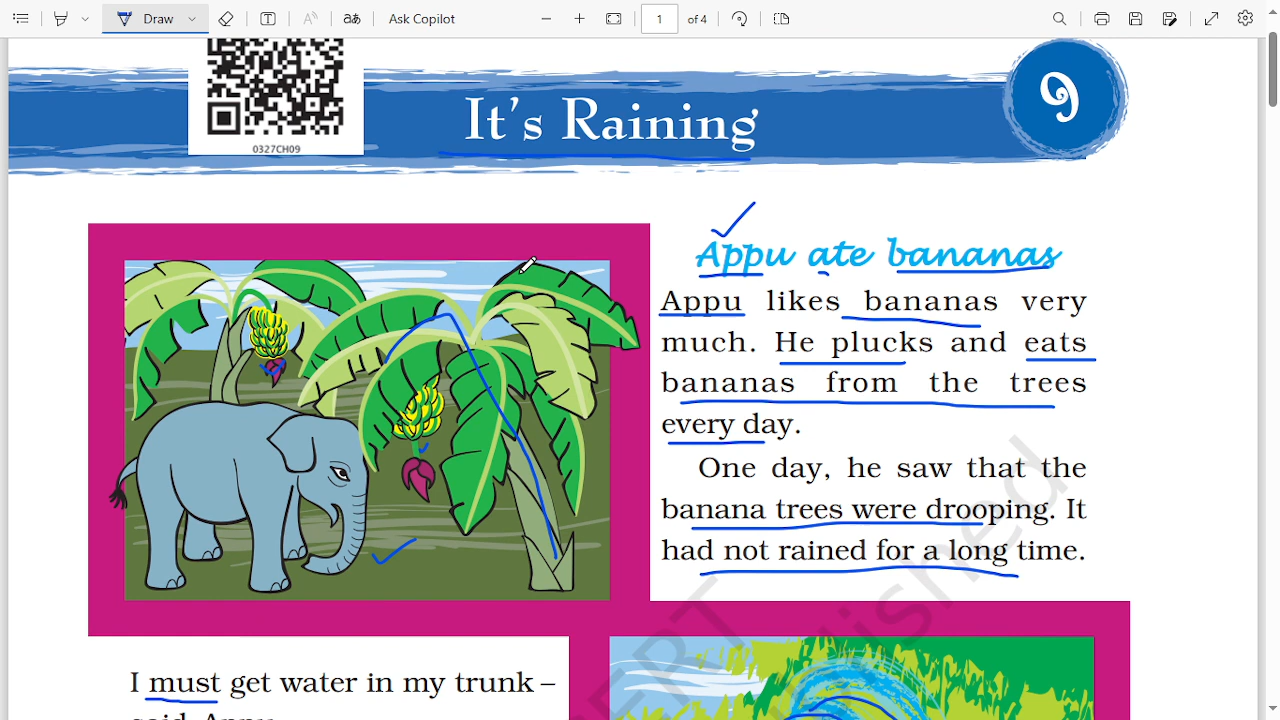 Draw
Ask Copilot
1
of 4
0327CH09
It's Raining
9
Appu ate bananas
Appu likes bananas very
much. He plucks and eats
bananas from the trees
every day.
One day, he saw that the
banana trees were drooping. It
had not rained for a long time.
I must get water in my trunk –
said Appu